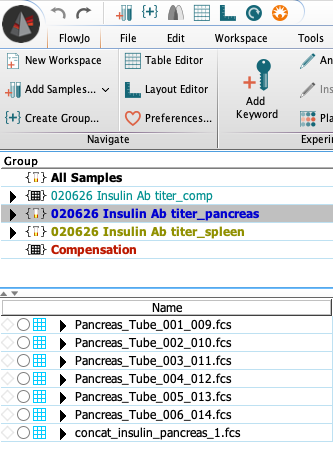 FlowJo File Edit Workspace Tools
New Workspace Table Editor An
Add Samples... Layout Editor Ins
Create Group... Preferences... Add Keyword Pla
Navigate Experi
Group
All Samples
020626 Insulin Ab titer_comp
020626 Insulin Ab titer_pancreas
020626 Insulin Ab titer_spleen
Compensation
Name
Pancreas_Tube_001_009.fcs
Pancreas_Tube_002_010.fcs
Pancreas_Tube_003_011.fcs
Pancreas_Tube_004_012.fcs
Pancreas_Tube_005_013.fcs
Pancreas_Tube_006_014.fcs
concat_insulin_pancreas_1.fcs